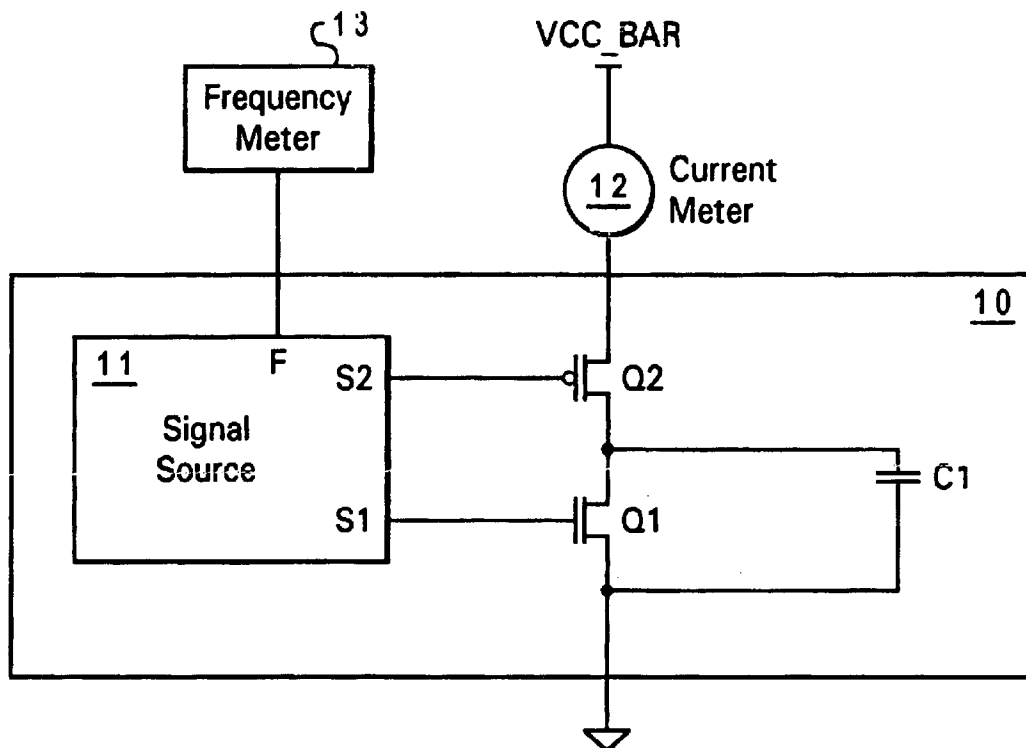 13
Frequency
Meter
VCC_BAR
12
Current
Meter
10
11
F
S2
Q2
Signal
Source
C1
S1
Q1